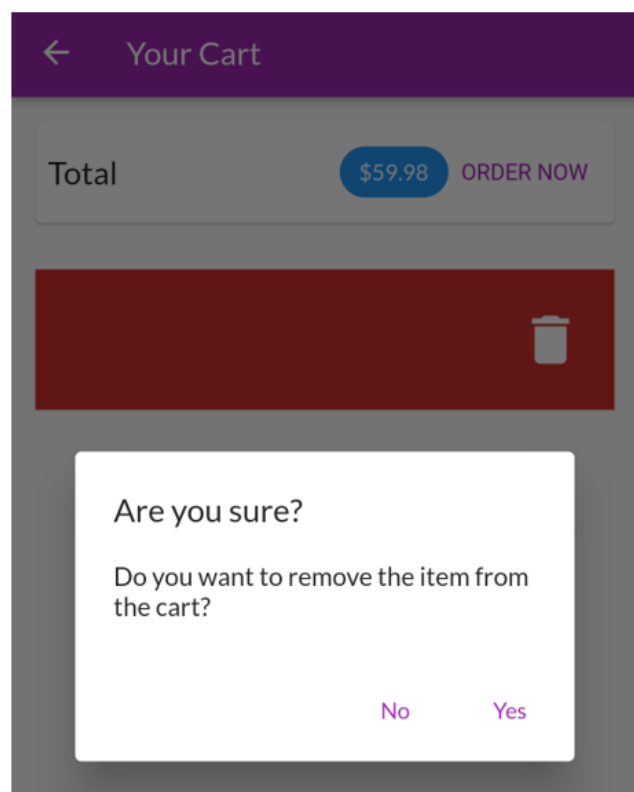 Your Cart
Total
$59.98 ORDER NOW
Are you sure?
Do you want to remove the item from
the cart?
No Yes